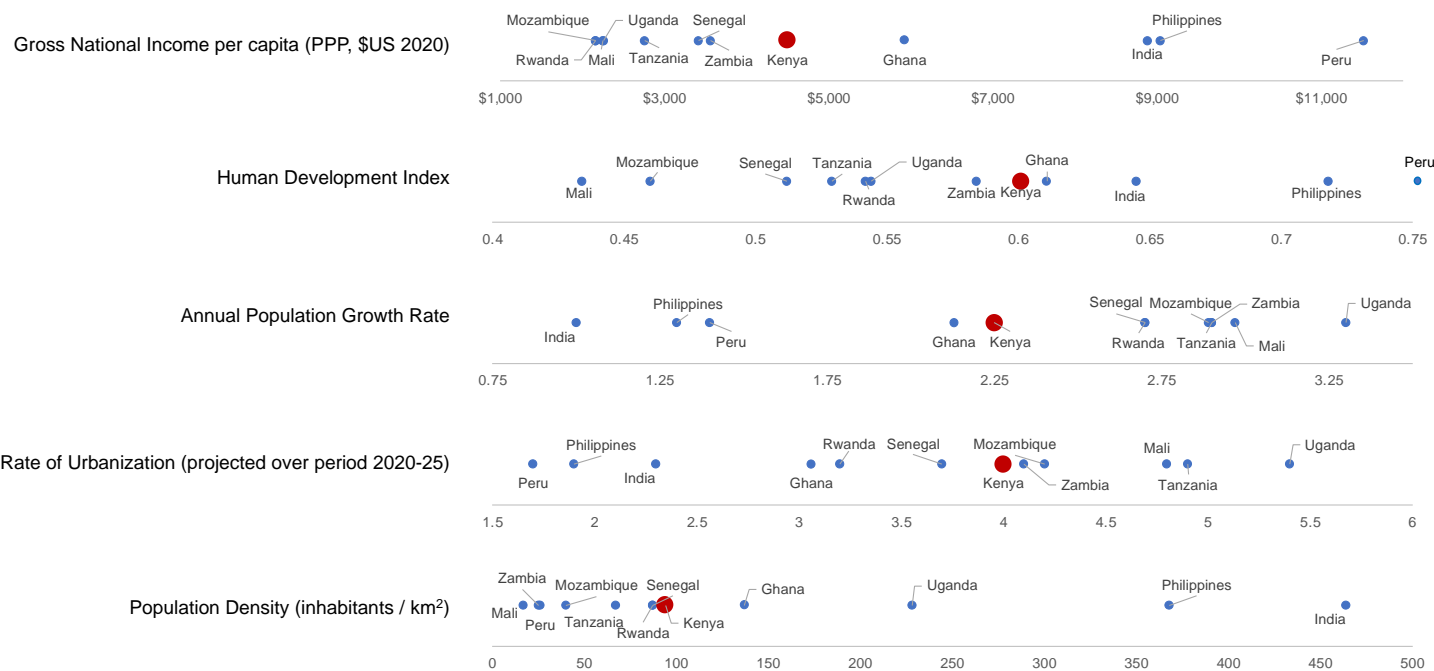 Mozambique Uganda Senegal Philippines
Gross National Income per capita (PPP, $US 2020)
Rwanda Mali Tanzania Zambia Kenya Ghana India Peru
$1,000 $3,000 $5,000 $7,000 $9,000 $11,000
Mozambique Senegal Tanzania Uganda Ghana Peru
Human Development Index
Mali Rwanda Zambia Kenya India Philippines
0.4 0.45 0.5 0.55 0.6 0.65 0.7 0.75
Philippines Senegal Mozambique Zambia Uganda
Annual Population Growth Rate
India Peru Ghana Kenya Rwanda Tanzania Mali
0.75 1.25 1.75 2.25 2.75 3.25
Philippines Rwanda Senegal Mozambique Mali Uganda
Rate of Urbanization (projected over period 2020-25)
Peru India Ghana Kenya Zambia Tanzania
1.5 2 2.5 3 3.5 4 4.5 5 5.5 6
Zambia Mozambique Senegal Ghana Uganda Philippines
Population Density (inhabitants / km²)
Mali Peru Tanzania Rwanda Kenya India
0 50 100 150 200 250 300 350 400 450 500